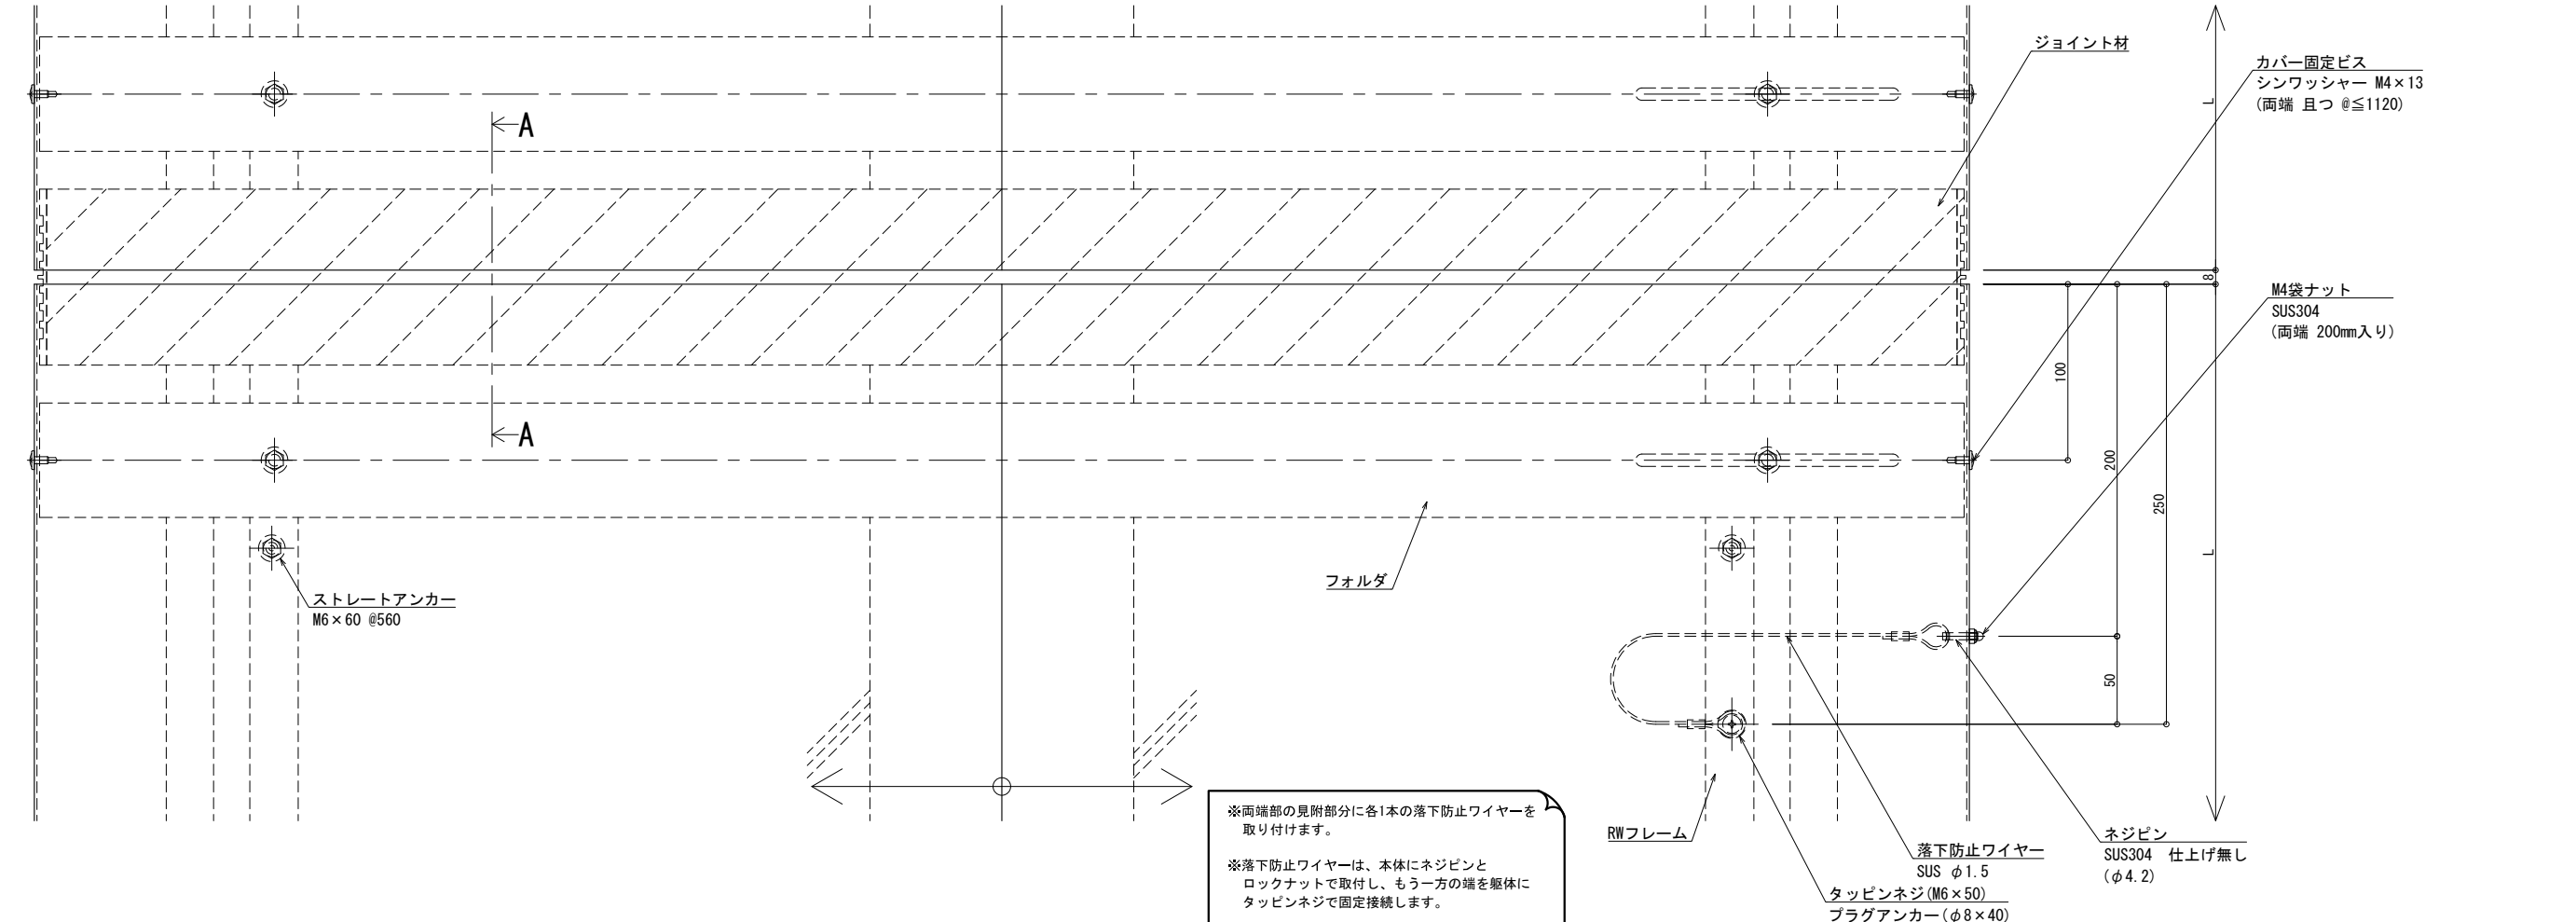 ジョイント材
カバー固定ビス
シンワッシャー M4×13
(両端 且つ @≦1120)
L
A
8
M4袋ナット
SUS304
(両端 200mm入り)
100
200
250
A
L
フォルダ
ストレートアンカー
M6×60 @560
50
※両端部の見附部分に各1本の落下防止ワイヤーを
取り付けます。
※落下防止ワイヤーは、本体にネジピンと
ロックナットで取付し、もう一方の端を躯体に
タッピンネジで固定接続します。
RWフレーム
落下防止ワイヤー
SUS φ1.5
タッピンネジ(M6×50)
プラグアンカー(φ8×40)
ネジピン
SUS304 仕上げ無し
(φ4.2)